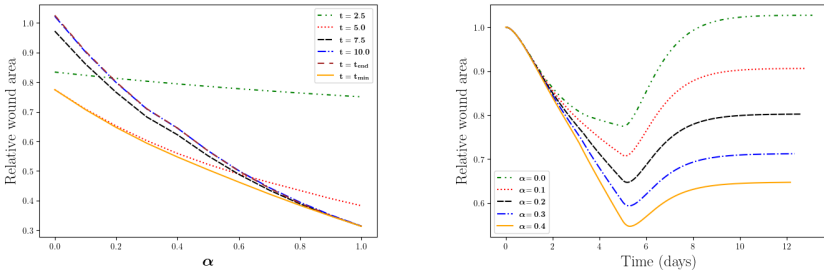 Relative wound area
1.0
0.9
0.8
0.7
0.6
0.5
0.4
0.3
0.0
0.2
0.4
0.6
0.8
1.0
α
t = 2.5
t = 5.0
t = 7.5
t = 10.0
t = t_end
t = t_min
Relative wound area
1.0
0.9
0.8
0.7
0.6
0
2
4
6
8
10
12
Time (days)
α= 0.0
α= 0.1
α= 0.2
α= 0.3
α= 0.4